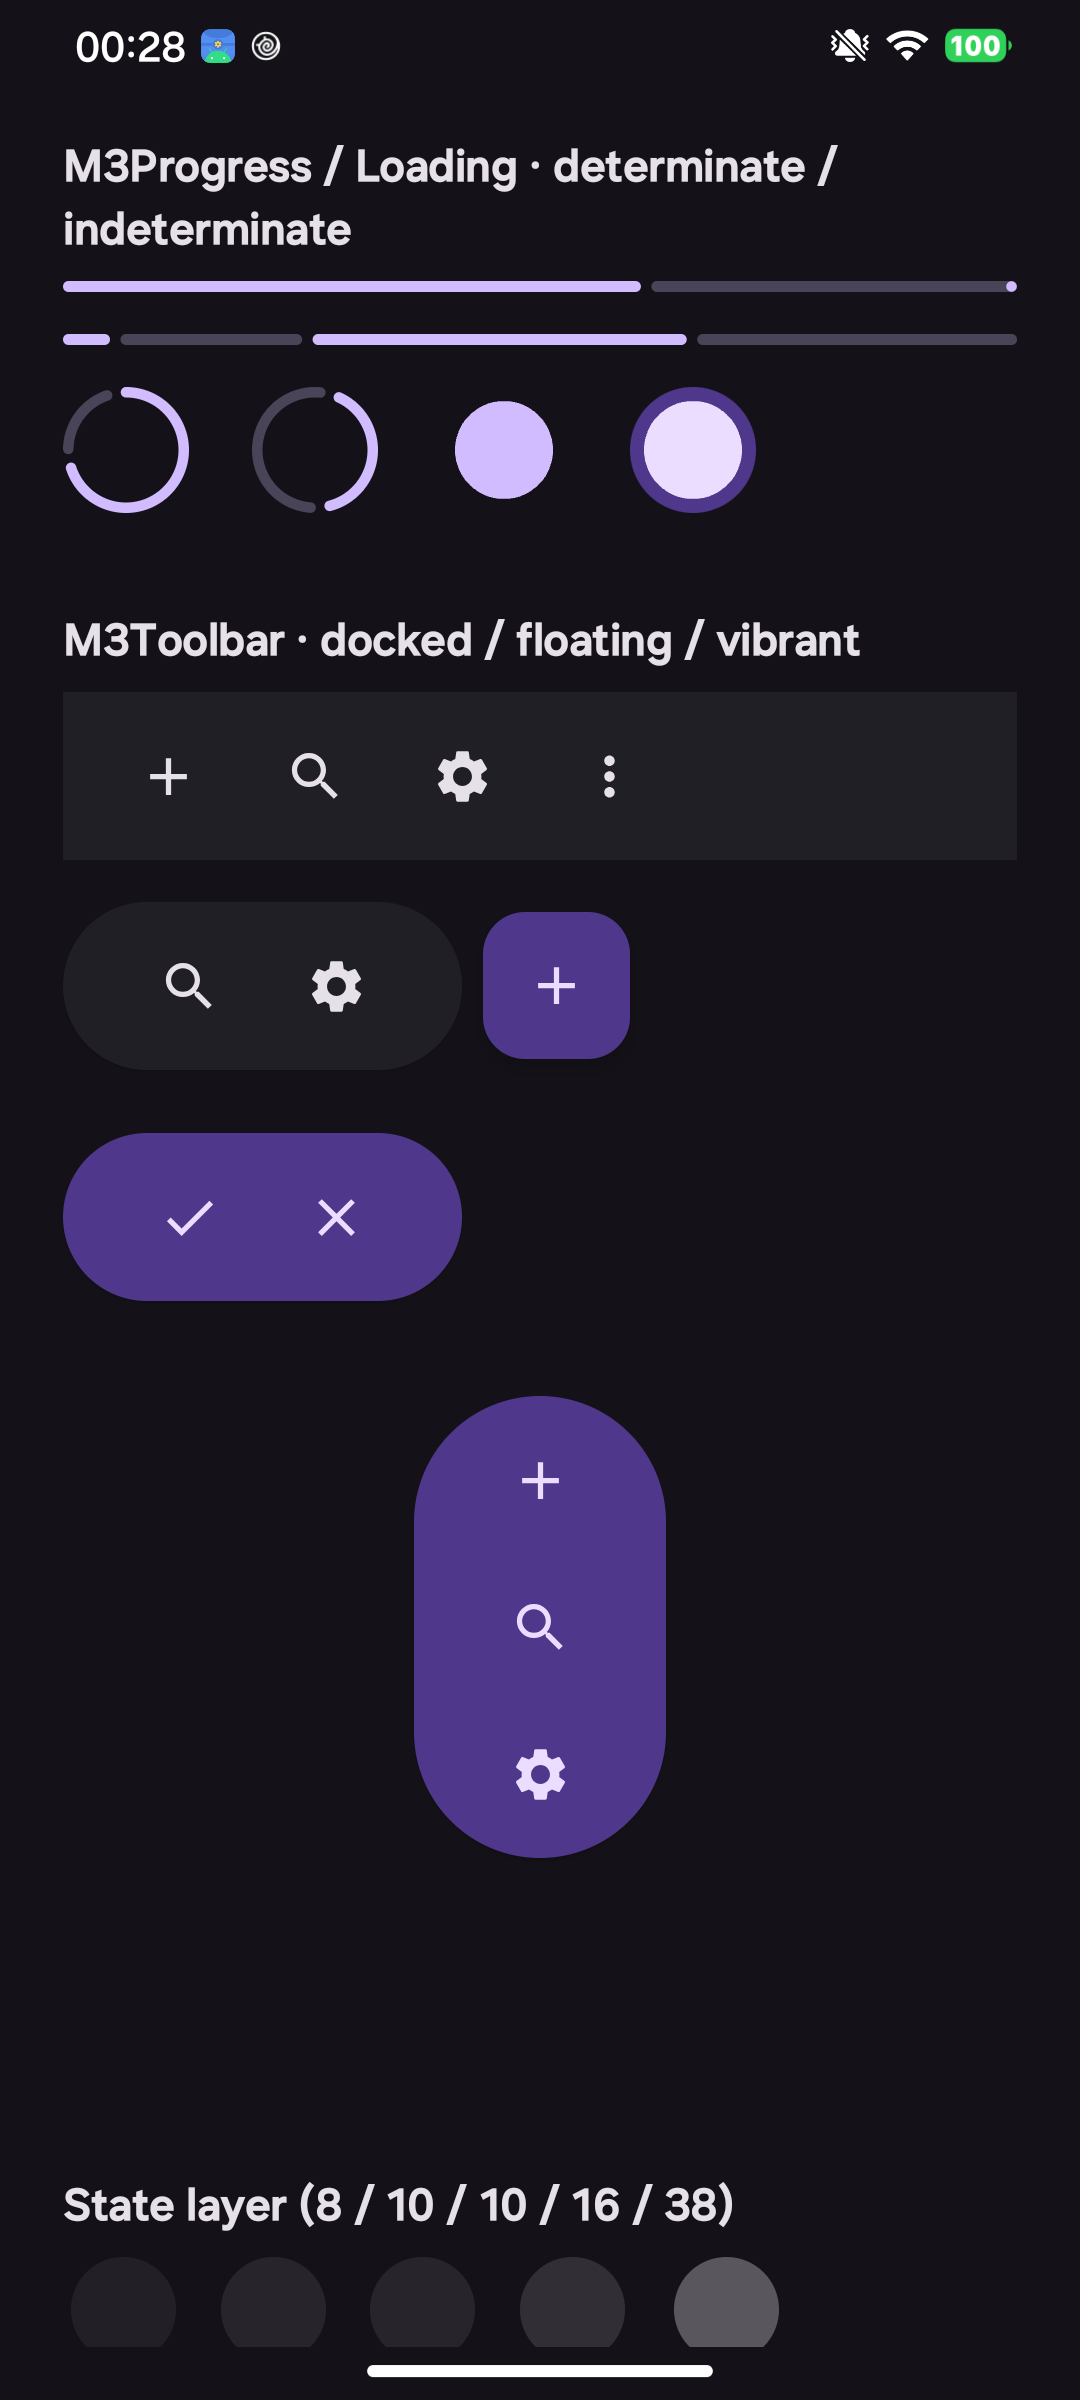 00:28
100
M3Progress / Loading · determinate /
indeterminate
M3Toolbar · docked / floating / vibrant
State layer (8 / 10 / 10 / 16 / 38)